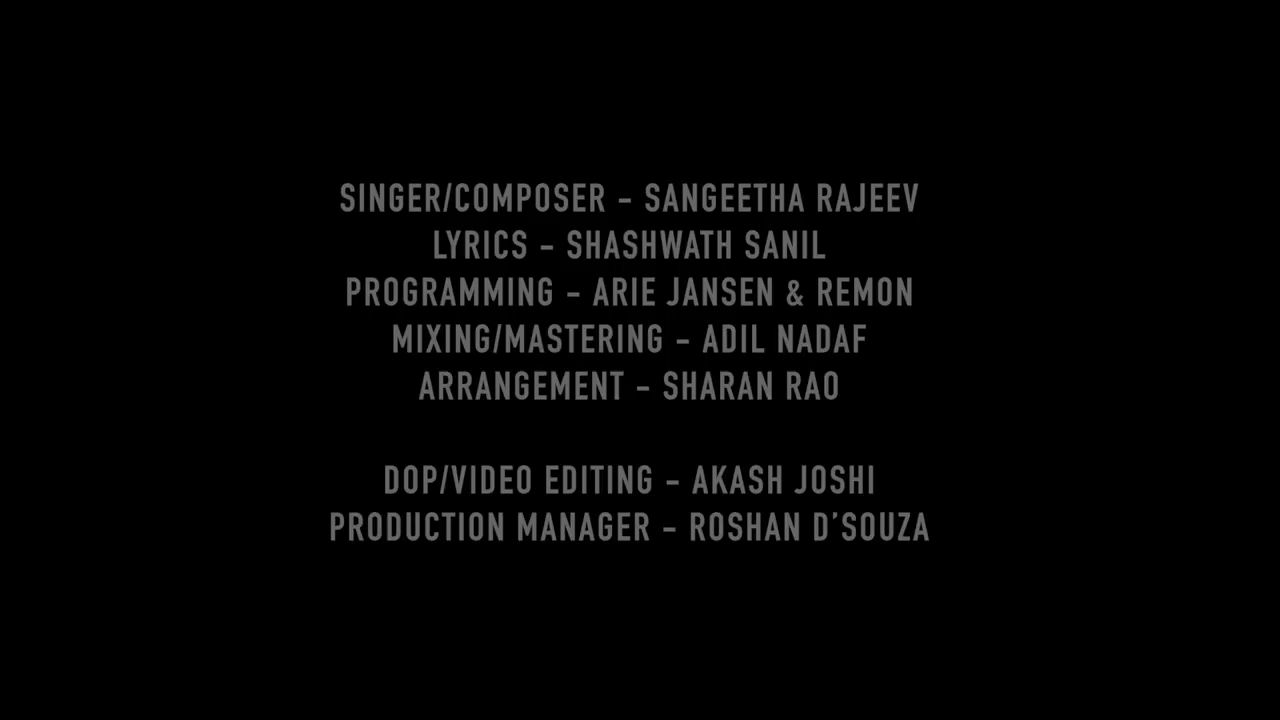 SINGER/COMPOSER - SANGEETHA RAJEEV
LYRICS - SHASHWATH SANIL
PROGRAMMING - ARIE JANSEN & REMON
MIXING/MASTERING - ADIL NADAF
ARRANGEMENT - SHARAN RAO
DOP/VIDEO EDITING - AKASH JOSHI
PRODUCTION MANAGER - ROSHAN D'SOUZA